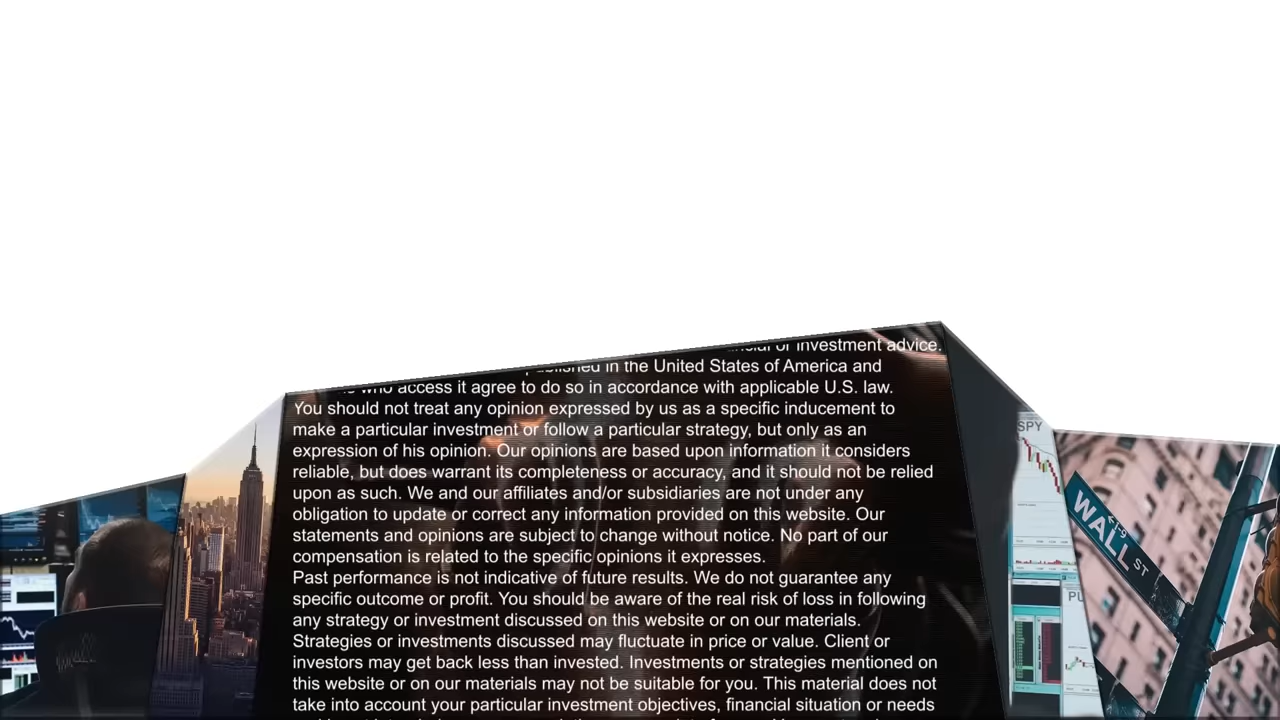 investment advice.
in the United States of America and
who access it agree to do so in accordance with applicable U.S. law.
You should not treat any opinion expressed by us as a specific inducement to
make a particular investment or follow a particular strategy, but only as an
expression of his opinion. Our opinions are based upon information it considers
reliable, but does warrant its completeness or accuracy, and it should not be relied
upon as such. We and our affiliates and/or subsidiaries are not under any
obligation to update or correct any information provided on this website. Our
statements and opinions are subject to change without notice. No part of our
compensation is related to the specific opinions it expresses.
Past performance is not indicative of future results. We do not guarantee any
specific outcome or profit. You should be aware of the real risk of loss in following
any strategy or investment discussed on this website or on our materials.
Strategies or investments discussed may fluctuate in price or value. Client or
investors may get back less than invested. Investments or strategies mentioned on
this website or on our materials may not be suitable for you. This material does not
take into account your particular investment objectives, financial situation or needs
SPY
PU
WALL ST